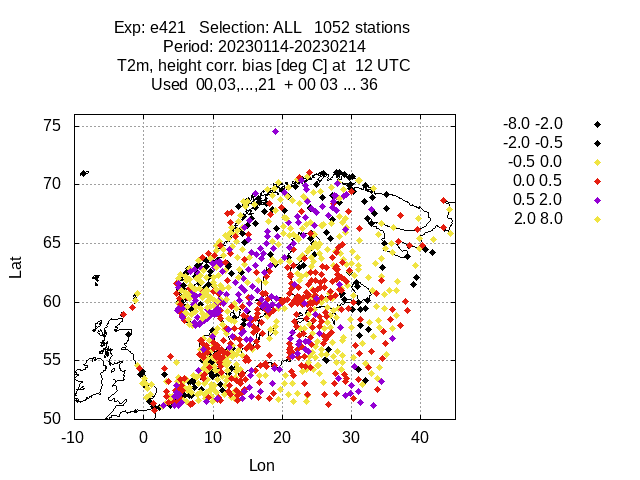 Exp: e421 Selection: ALL 1052 stations
Period: 20230114-20230214
T2m, height corr. bias [deg C] at 12 UTC
Used 00,03,...,21 + 00 03 ... 36
75
70
65
60
55
50
-10 0 10 20 30 40
Lat
Lon
-8.0 -2.0
-2.0 -0.5
-0.5 0.0
0.0 0.5
0.5 2.0
2.0 8.0